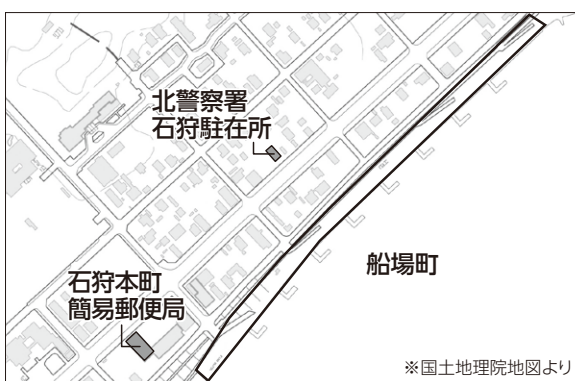 北警察署
石狩駐在所
船場町
石狩本町
簡易郵便局
※国土地理院地図より